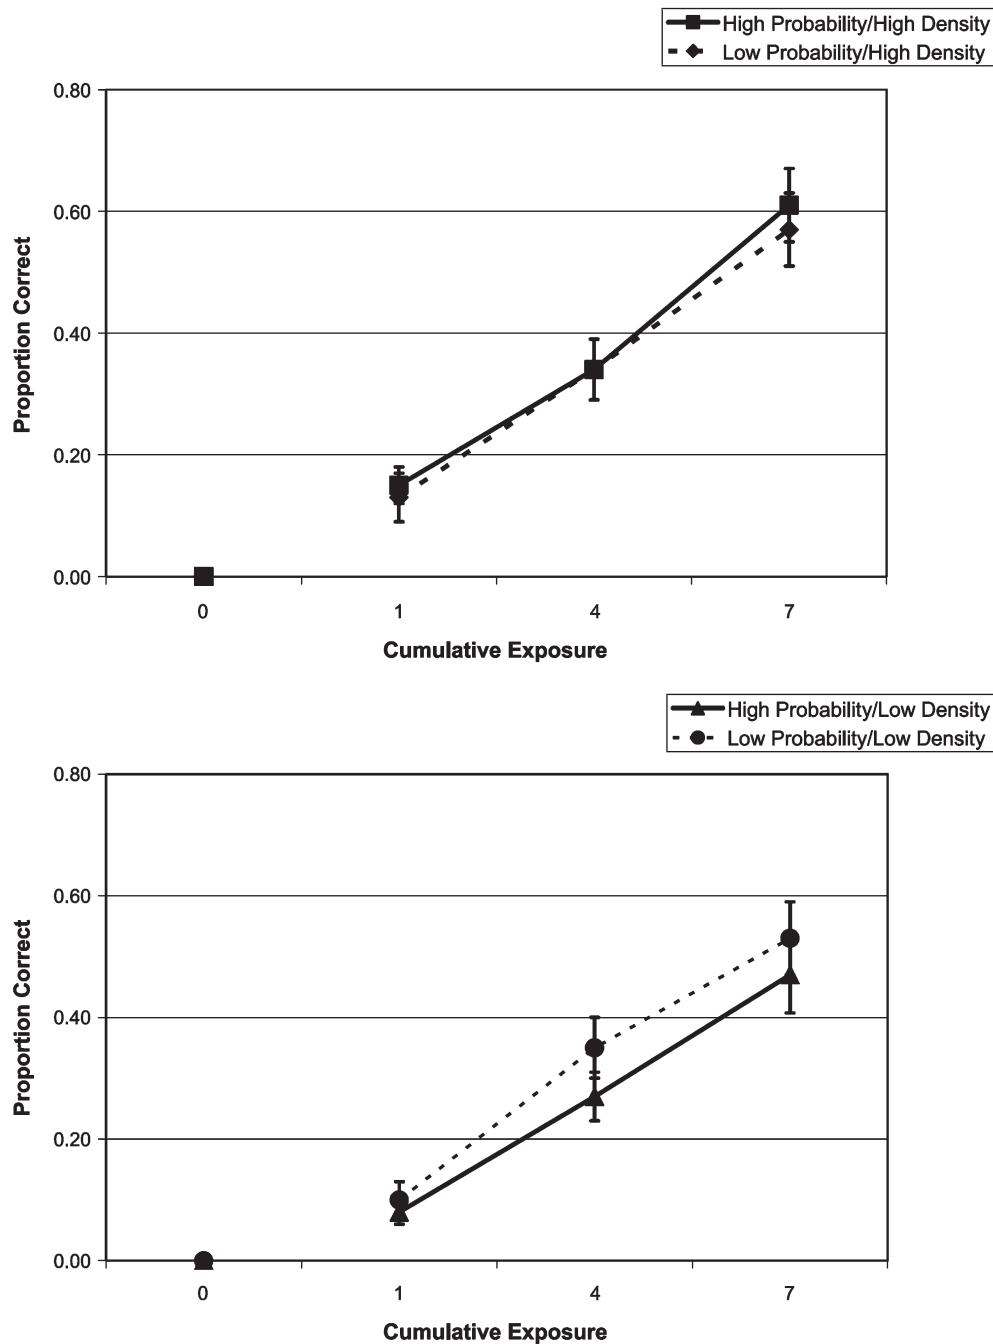 High Probability/High Density
Low Probability/High Density
0.80
0.60
0.40
0.20
0.00
Proportion Correct
0 1 4 7
Cumulative Exposure
High Probability/Low Density
Low Probability/Low Density
0.80
0.60
0.40
0.20
0.00
Proportion Correct
0 1 4 7
Cumulative Exposure